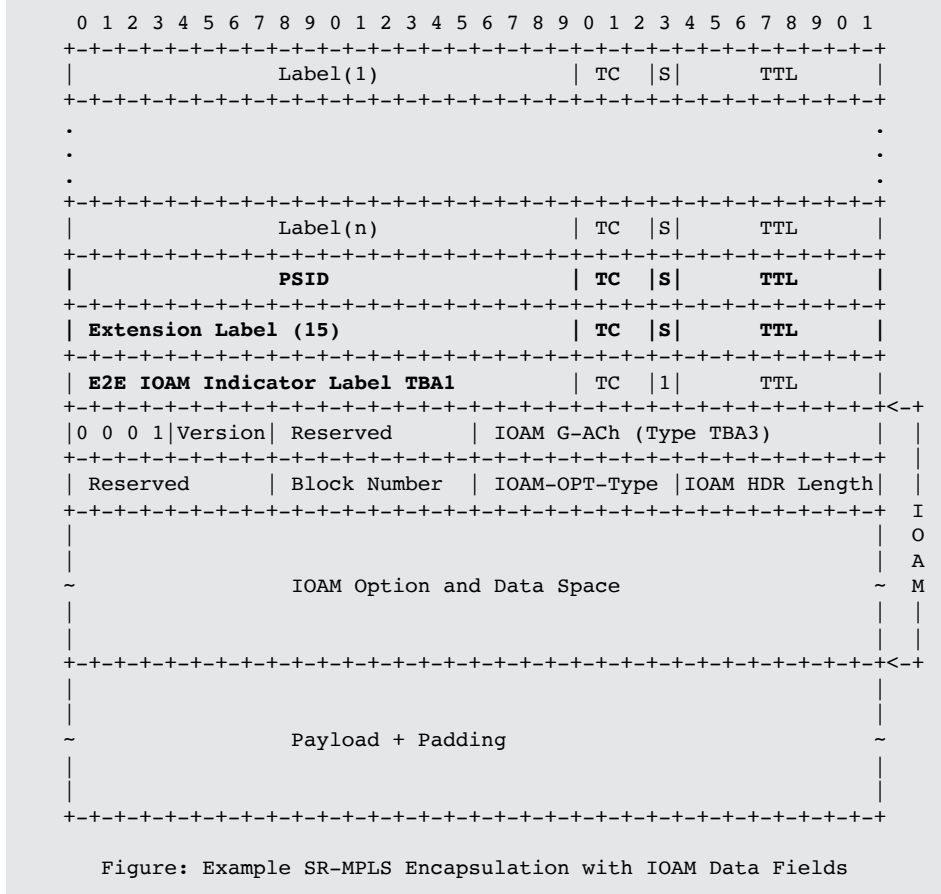 0 1 2 3 4 5 6 7 8 9 0 1 2 3 4 5 6 7 8 9 0 1 2 3 4 5 6 7 8 9 0 1
+-+-+-+-+-+-+-+-+-+-+-+-+-+-+-+-+-+-+-+-+-+-+-+-+-+-+-+-+-+-+-+-+
|                Label(1)               | TC  |S|      TTL      |
+-+-+-+-+-+-+-+-+-+-+-+-+-+-+-+-+-+-+-+-+-+-+-+-+-+-+-+-+-+-+-+-+
.                                                               .
.                                                               .
.                                                               .
+-+-+-+-+-+-+-+-+-+-+-+-+-+-+-+-+-+-+-+-+-+-+-+-+-+-+-+-+-+-+-+-+
|                Label(n)               | TC  |S|      TTL      |
+-+-+-+-+-+-+-+-+-+-+-+-+-+-+-+-+-+-+-+-+-+-+-+-+-+-+-+-+-+-+-+-+
|                PSID                   | TC  |S|      TTL      |
+-+-+-+-+-+-+-+-+-+-+-+-+-+-+-+-+-+-+-+-+-+-+-+-+-+-+-+-+-+-+-+-+
| Extension Label (15)                  | TC  |S|      TTL      |
+-+-+-+-+-+-+-+-+-+-+-+-+-+-+-+-+-+-+-+-+-+-+-+-+-+-+-+-+-+-+-+-+
| E2E IOAM Indicator Label TBA1         | TC  |1|      TTL      |
+-+-+-+-+-+-+-+-+-+-+-+-+-+-+-+-+-+-+-+-+-+-+-+-+-+-+-+-+-+-+-+-+<-+
|0 0 0 1|Version| Reserved      | IOAM G-ACh (Type TBA3)        |  |
+-+-+-+-+-+-+-+-+-+-+-+-+-+-+-+-+-+-+-+-+-+-+-+-+-+-+-+-+-+-+-+-+  |
| Reserved      | Block Number  | IOAM-OPT-Type |IOAM HDR Length|  |
+-+-+-+-+-+-+-+-+-+-+-+-+-+-+-+-+-+-+-+-+-+-+-+-+-+-+-+-+-+-+-+-+  I
|                                                               |  O
|                                                               |  A
~                 IOAM Option and Data Space                    ~  M
|                                                               |  |
|                                                               |  |
+-+-+-+-+-+-+-+-+-+-+-+-+-+-+-+-+-+-+-+-+-+-+-+-+-+-+-+-+-+-+-+-+<-+
|                                                               |
|                                                               |
~                 Payload + Padding                             ~
|                                                               |
|                                                               |
+-+-+-+-+-+-+-+-+-+-+-+-+-+-+-+-+-+-+-+-+-+-+-+-+-+-+-+-+-+-+-+-+
Figure: Example SR-MPLS Encapsulation with IOAM Data Fields